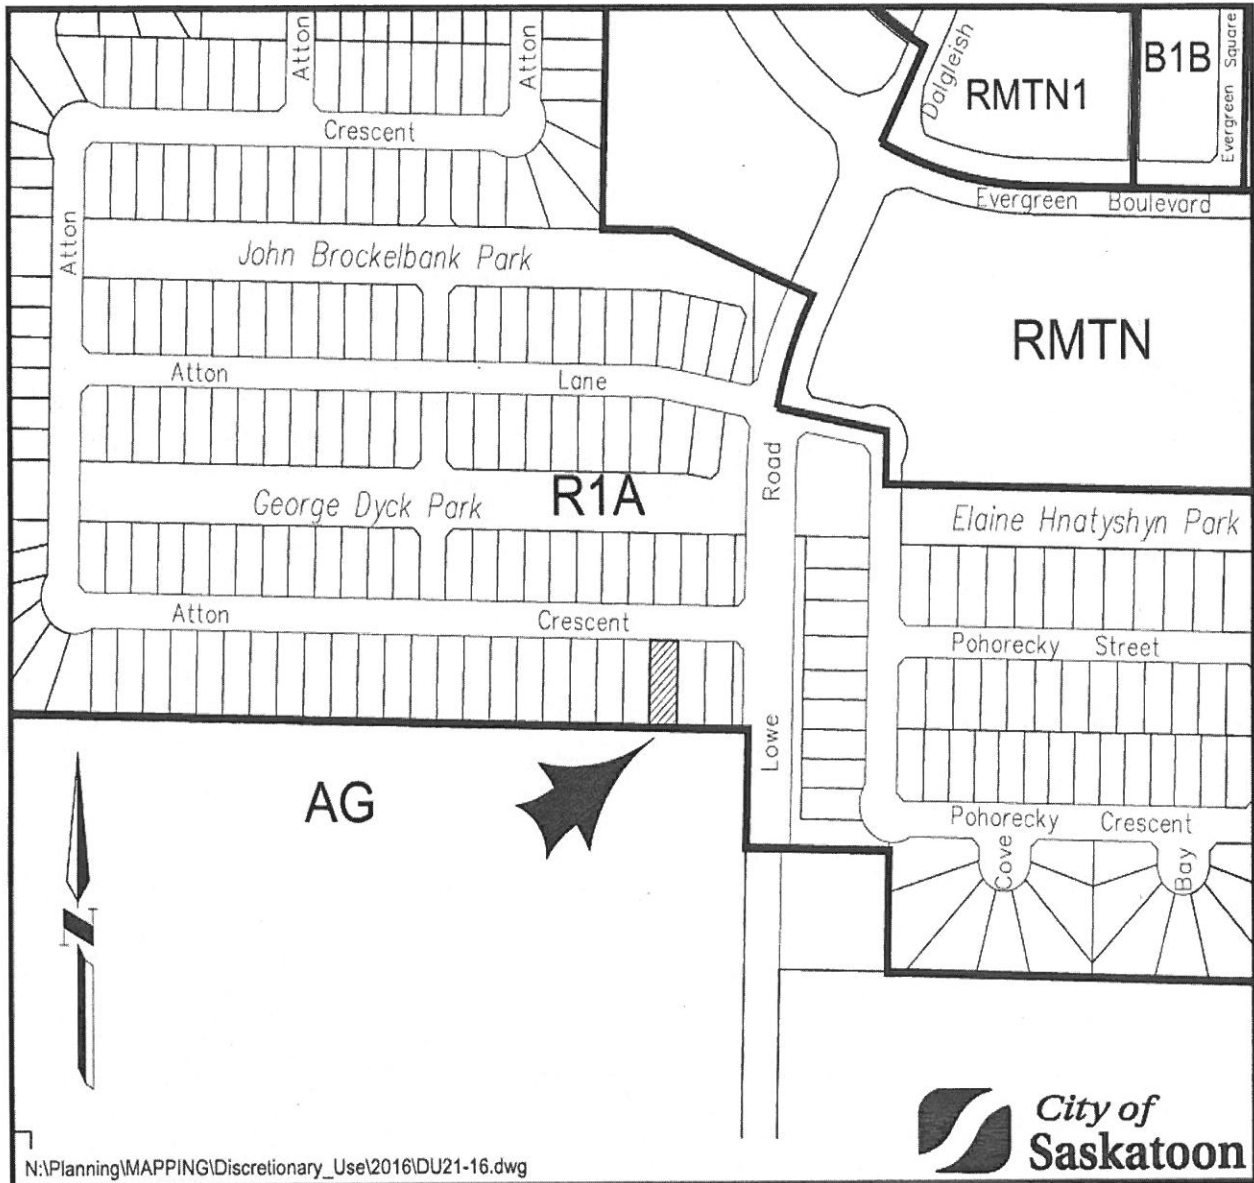 Atton
Atton
Dalgleish
RMTN1
B1B
Evergreen Square
Crescent
Evergreen Boulevard
Atton
John Brockelbank Park
RMTN
Atton Lane
Road
George Dyck Park
R1A
Elaine Hnatyshyn Park
Atton Crescent
Pohorecky Street
Lowe
AG
Pohorecky Crescent
Cove
Bay
City of
Saskatoon
N:\Planning\MAPPING\Discretionary_Use\2016\DU21-16.dwg